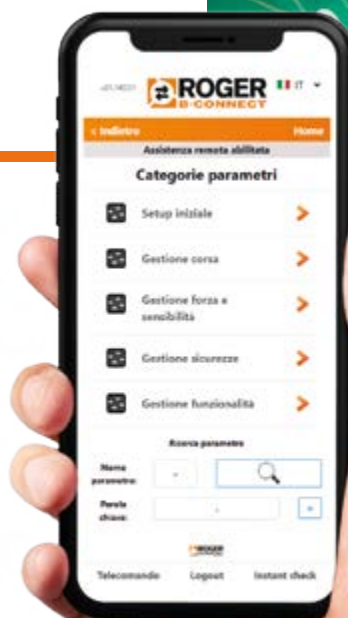 ROGER
B-CONNECT
IT
< Indietro
Home
Assistenza remota abilitata
Categorie parametri
Setup iniziale
Gestione corsa
Gestione forza e
sensibilità
Gestione sicurezze
Gestione funzionalità
Ricerca parametro
Nome
parametro:
Parola
chiave:
ROGER
Telecomando
Logout
Instant check